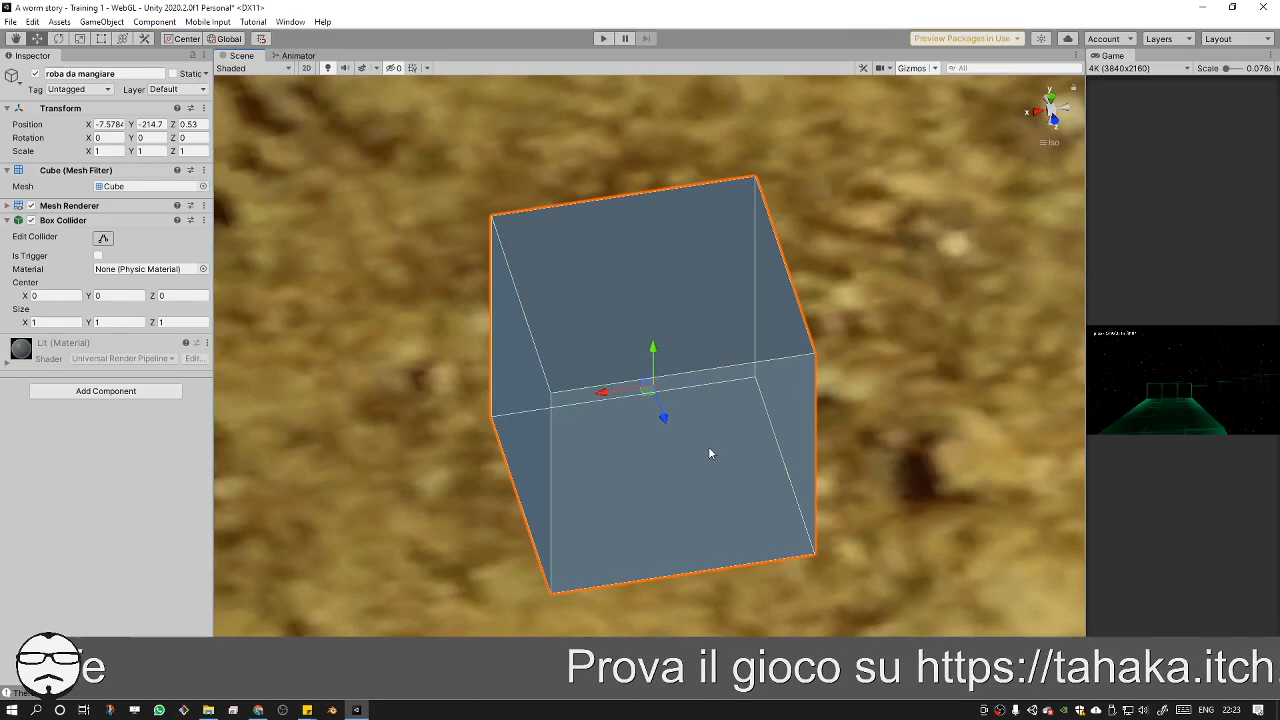 A worm story - Training 1 - WebGL - Unity 2020.2.0f1 Personal* <DX11>
File Edit Assets GameObject Component Mobile Input Tutorial Window Help
Center Global Preview Packages in Use Account Layers Layout
Inspector Scene Animator Game
Shaded 2D 0 Gizmos All 4K (3840x2160) Scale 0.076x
roba da mangiare Static
Tag Untagged Layer Default
Transform
Position X -7.5784 Y -214.7 Z 0.53
Rotation X 0 Y 0 Z 0
Scale X 1 Y 1 Z 1
Cube (Mesh Filter)
Mesh Cube
Mesh Renderer
Box Collider
Edit Collider
Is Trigger
Material None (Physic Material)
Center
X 0 Y 0 Z 0
Size
X 1 Y 1 Z 1
Lit (Material)
Shader Universal Render Pipeline Edit...
Add Component
y
x
z
Iso
Prova il gioco su https://tahaka.itch.
ENG 22:23